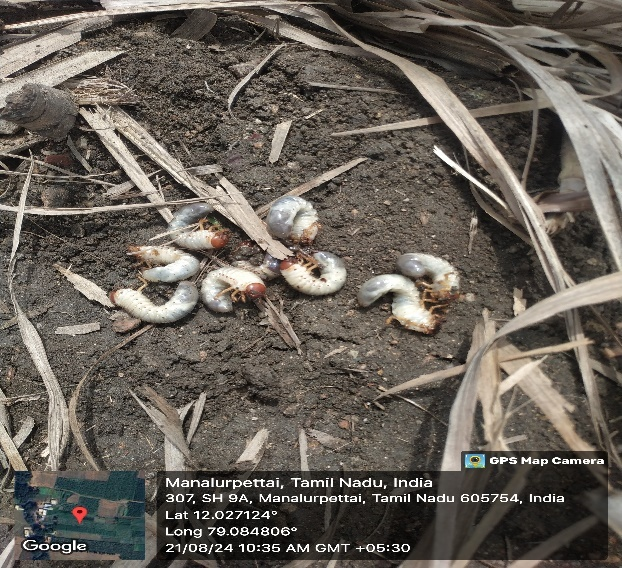 GPS Map Camera
Manalurpettai, Tamil Nadu, India
307, SH 9A, Manalurpettai, Tamil Nadu 605754, India
Lat 12.027124°
Long 79.084806°
21/08/24 10:35 AM GMT +05:30
Google